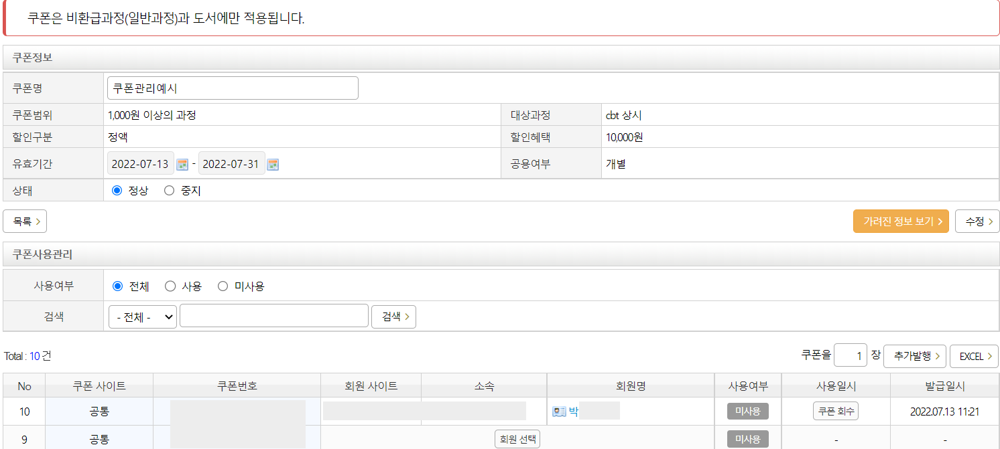 쿠폰은 비환급과정(일반과정)과 도서에만 적용됩니다.
쿠폰정보
쿠폰명 쿠폰관리예시
쿠폰범위 1,000원 이상의 과정 대상과정 cbt 상시
할인구분 정액 할인혜택 10,000원
유효기간 2022-07-13 - 2022-07-31 공용여부 개별
상태 정상 중지
목록 가려진 정보 보기 수정
쿠폰사용관리
사용여부 전체 사용 미사용
검색 - 전체 - 검색
Total : 10 건 쿠폰을 1 장 추가발행 EXCEL
No 쿠폰 사이트 쿠폰번호 회원 사이트 소속 회원명 사용여부 사용일시 발급일시
10 공통 박 미사용 쿠폰 회수 2022.07.13 11:21
9 공통 회원 선택 미사용 - -